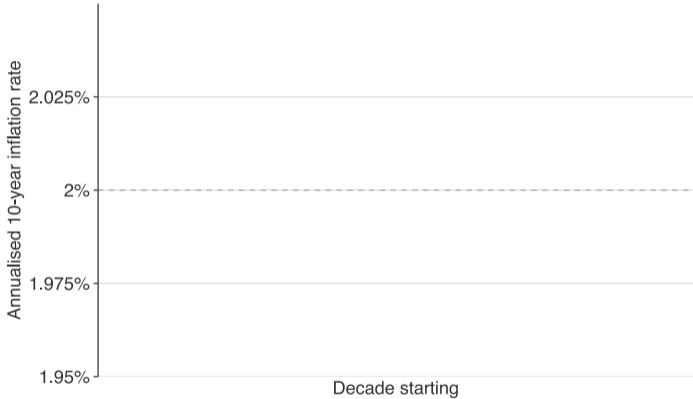 Annualised 10-year inflation rate
2.025%
2%
1.975%
1.95%
Decade starting